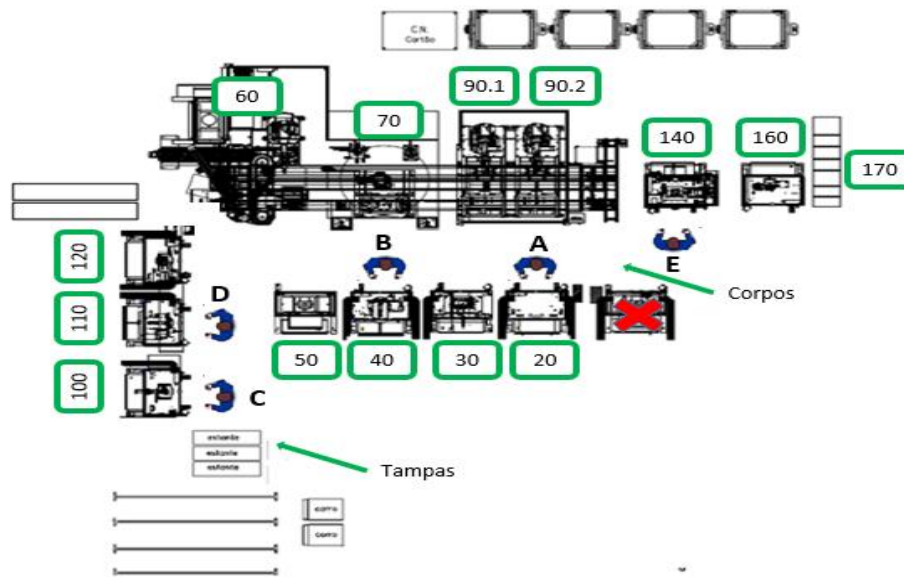 C.N.
Cartão
60
70
90.1
90.2
140
160
170
B
A
E
Corpos
120
D
110
50
40
30
20
100
C
estante
estante
estante
Tampas
carro
carro